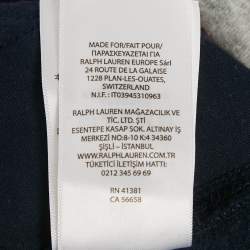 MADE FOR/FAIT POUR/
ΠΑΡΑΣΚΕΥΑΖΕΤΑΙ ΓΙΑ
RALPH LAUREN EUROPE Sàrl
24 ROUTE DE LA GALAISE
1228 PLAN-LES-OUATES,
SWITZERLAND
N.I.F: IT03945310963
RALPH LAUREN MAĞAZACILIK VE
TİC. LTD. ŞTİ
ESENTEPE KASAP SOK. ALTINAY İŞ
MERKEZİ NO:8-10 K:4 34360
ŞİŞLİ – İSTANBUL
WWW.RALPHLAUREN.COM.TR
TÜKETİCİ İLETİŞİM HATTI:
0212 345 69 69
RN 41381
CA 56658